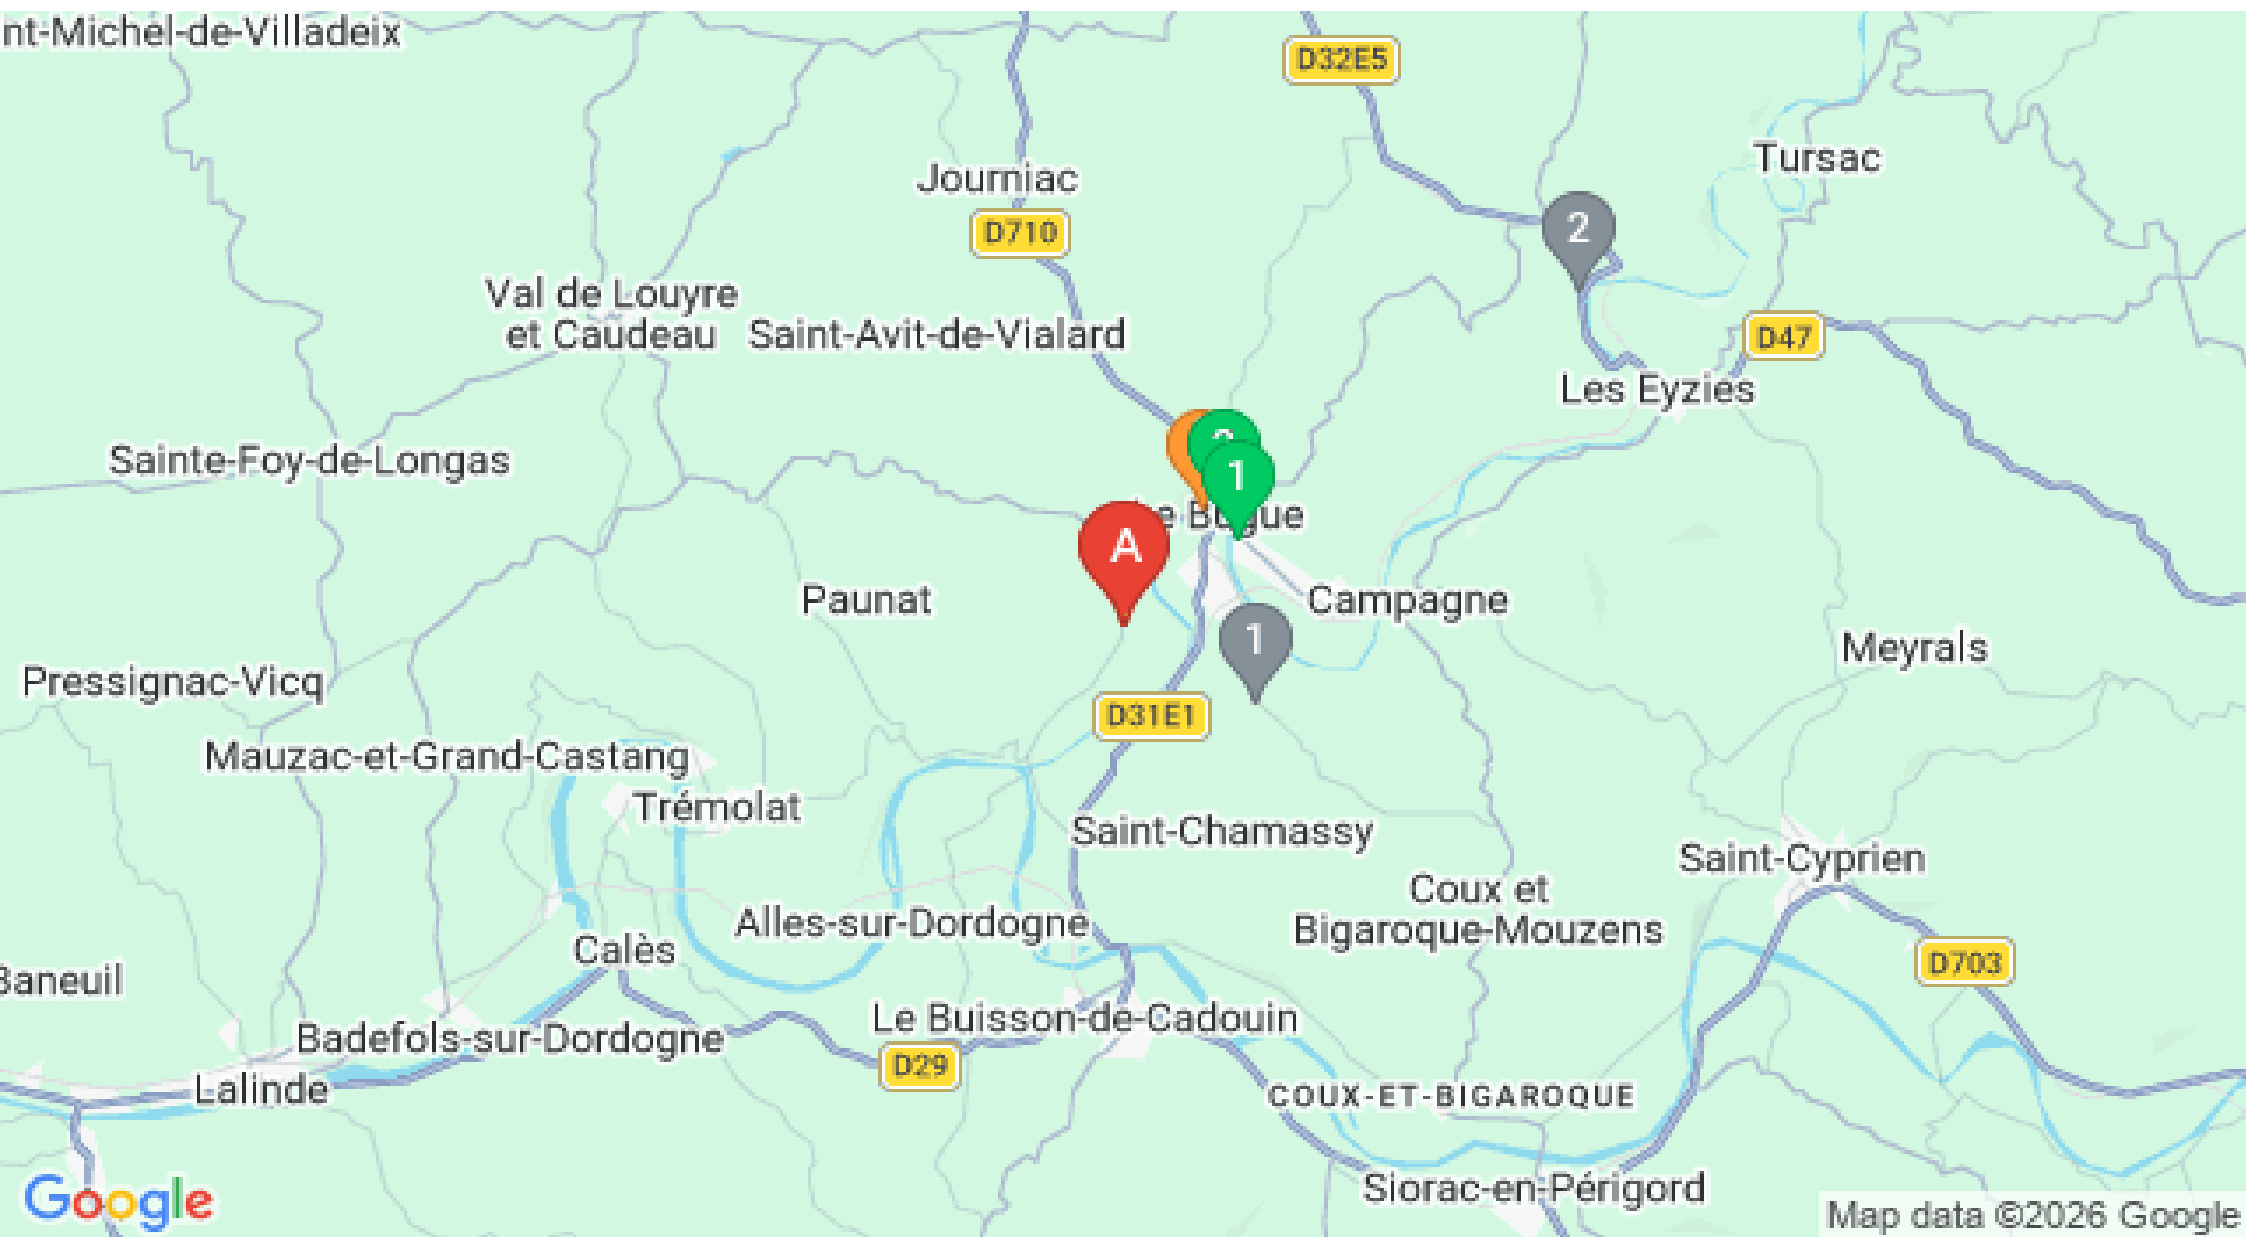 nt-Michel-de-Villadeix
D32E5
Tursac
Journiac
2
D710
Val de Louyre
et Caudeau
Saint-Avit-de-Vialard
D47
Les Eyzies
Sainte-Foy-de-Longas
1
A
Paunat
Campagne
1
Meyrals
Pressignac-Vicq
D31E1
Mauzac-et-Grand-Castang
Trémolat
Saint-Chamassy
Saint-Cyprien
Coux et
Bigaroque-Mouzens
Alles-sur-Dordogne
Calès
D703
Baneuil
Le Buisson-de-Cadouin
Badefols-sur-Dordogne
D29
Lalinde
COUX-ET-BIGAROQUE
Siorac-en-Périgord
Google
Map data ©2026 Google